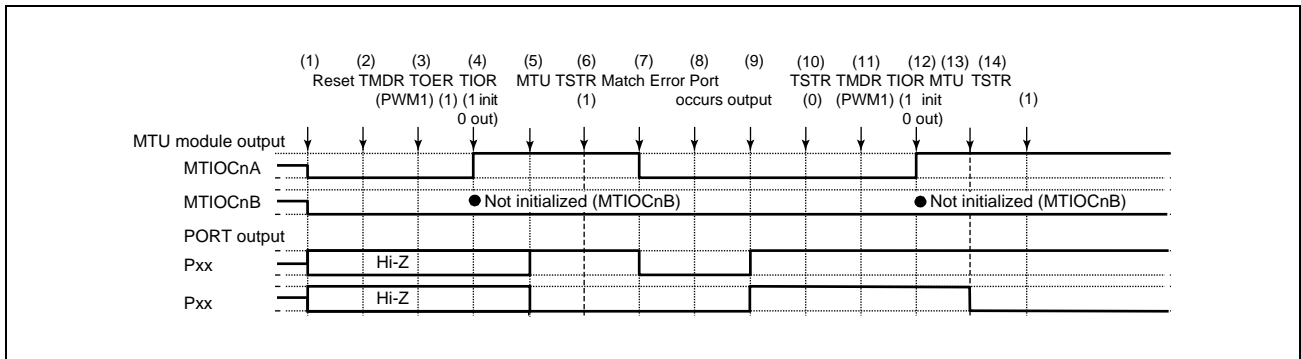 (1) (2) (3) (4) (5) (6) (7) (8) (9) (10) (11) (12) (13) (14)
Reset TMDR TOER TIOR MTU TSTR Match Error Port TSTR TMDR TIOR MTU TSTR
(PWM1) (1) (1 init (1) occurs output (0) (PWM1) (1 init (1)
0 out) 0 out)
MTU module output
MTIOCnA
MTIOCnB
● Not initialized (MTIOCnB) ● Not initialized (MTIOCnB)
PORT output
Pxx Hi-Z
Pxx Hi-Z